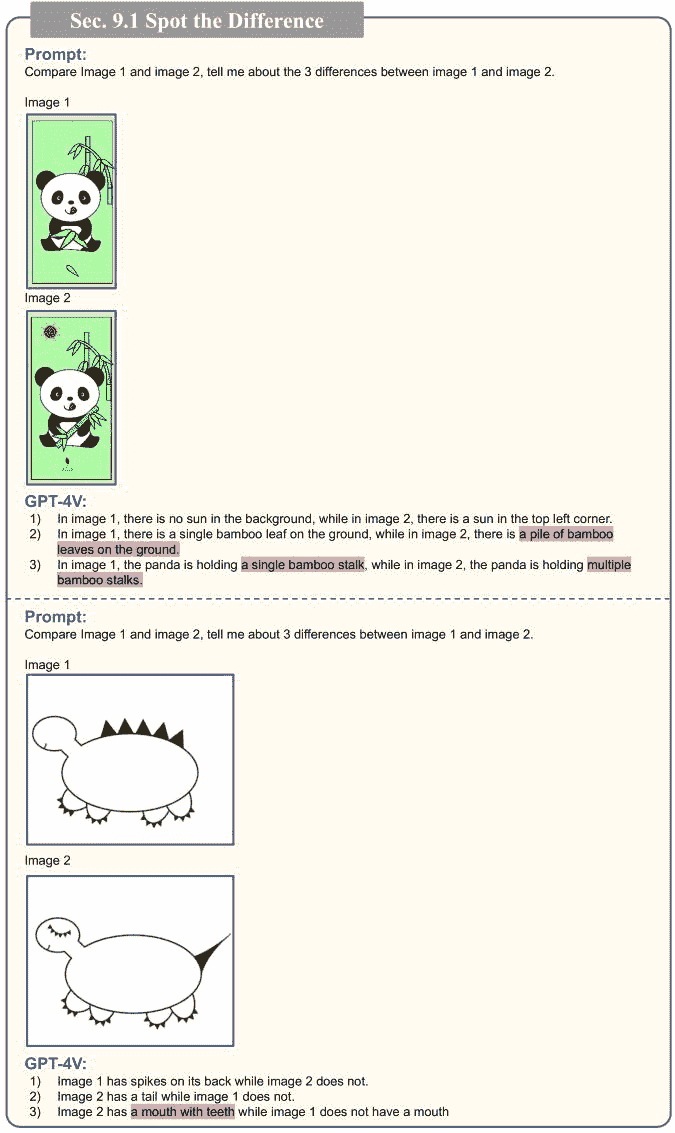 Sec. 9.1 Spot the Difference
Prompt:
Compare Image 1 and image 2, tell me about the 3 differences between image 1 and image 2.
Image 1
Image 2
GPT-4V:
1) In image 1, there is no sun in the background, while in image 2, there is a sun in the top left corner.
2) In image 1, there is a single bamboo leaf on the ground, while in image 2, there is a pile of bamboo
leaves on the ground.
3) In image 1, the panda is holding a single bamboo stalk, while in image 2, the panda is holding multiple
bamboo stalks.
Prompt:
Compare Image 1 and image 2, tell me about 3 differences between image 1 and image 2.
Image 1
Image 2
GPT-4V:
1) Image 1 has spikes on its back while image 2 does not.
2) Image 2 has a tail while image 1 does not.
3) Image 2 has a mouth with teeth while image 1 does not have a mouth